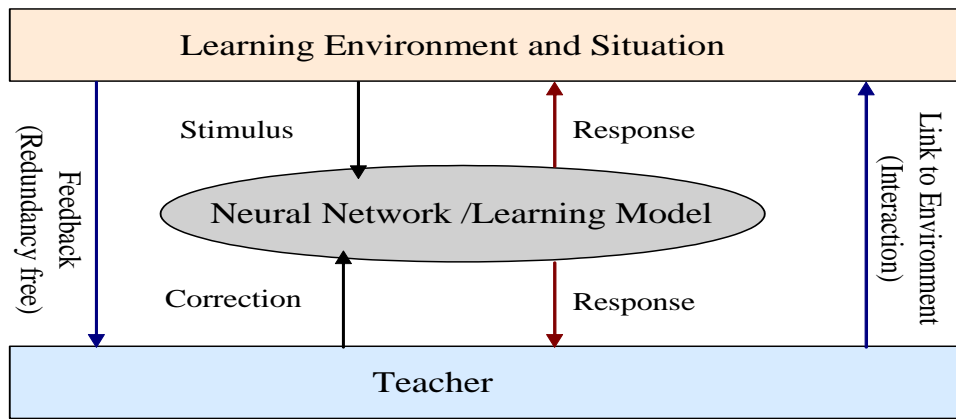 Learning Environment and Situation
Feedback
(Redundancy free)
Stimulus
Response
Link to Environment
(Interaction)
Neural Network /Learning Model
Correction
Response
Teacher